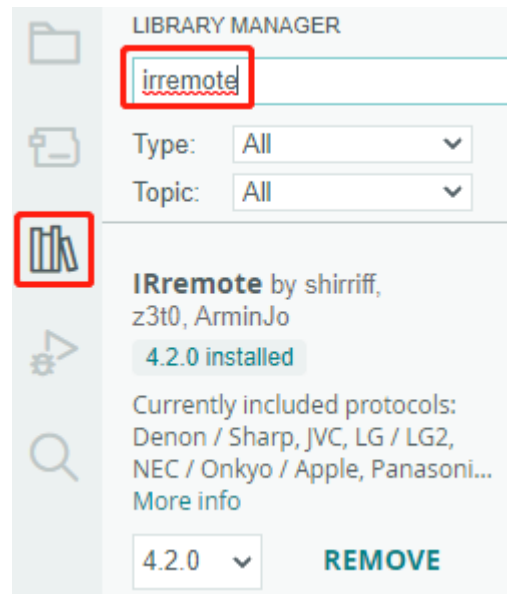 LIBRARY MANAGER
irremote
Type: All
Topic: All
IRremote by shirriff,
z3t0, ArminJo
4.2.0 installed
Currently included protocols:
Denon / Sharp, JVC, LG / LG2,
NEC / Onkyo / Apple, Panasoni...
More info
4.2.0 REMOVE